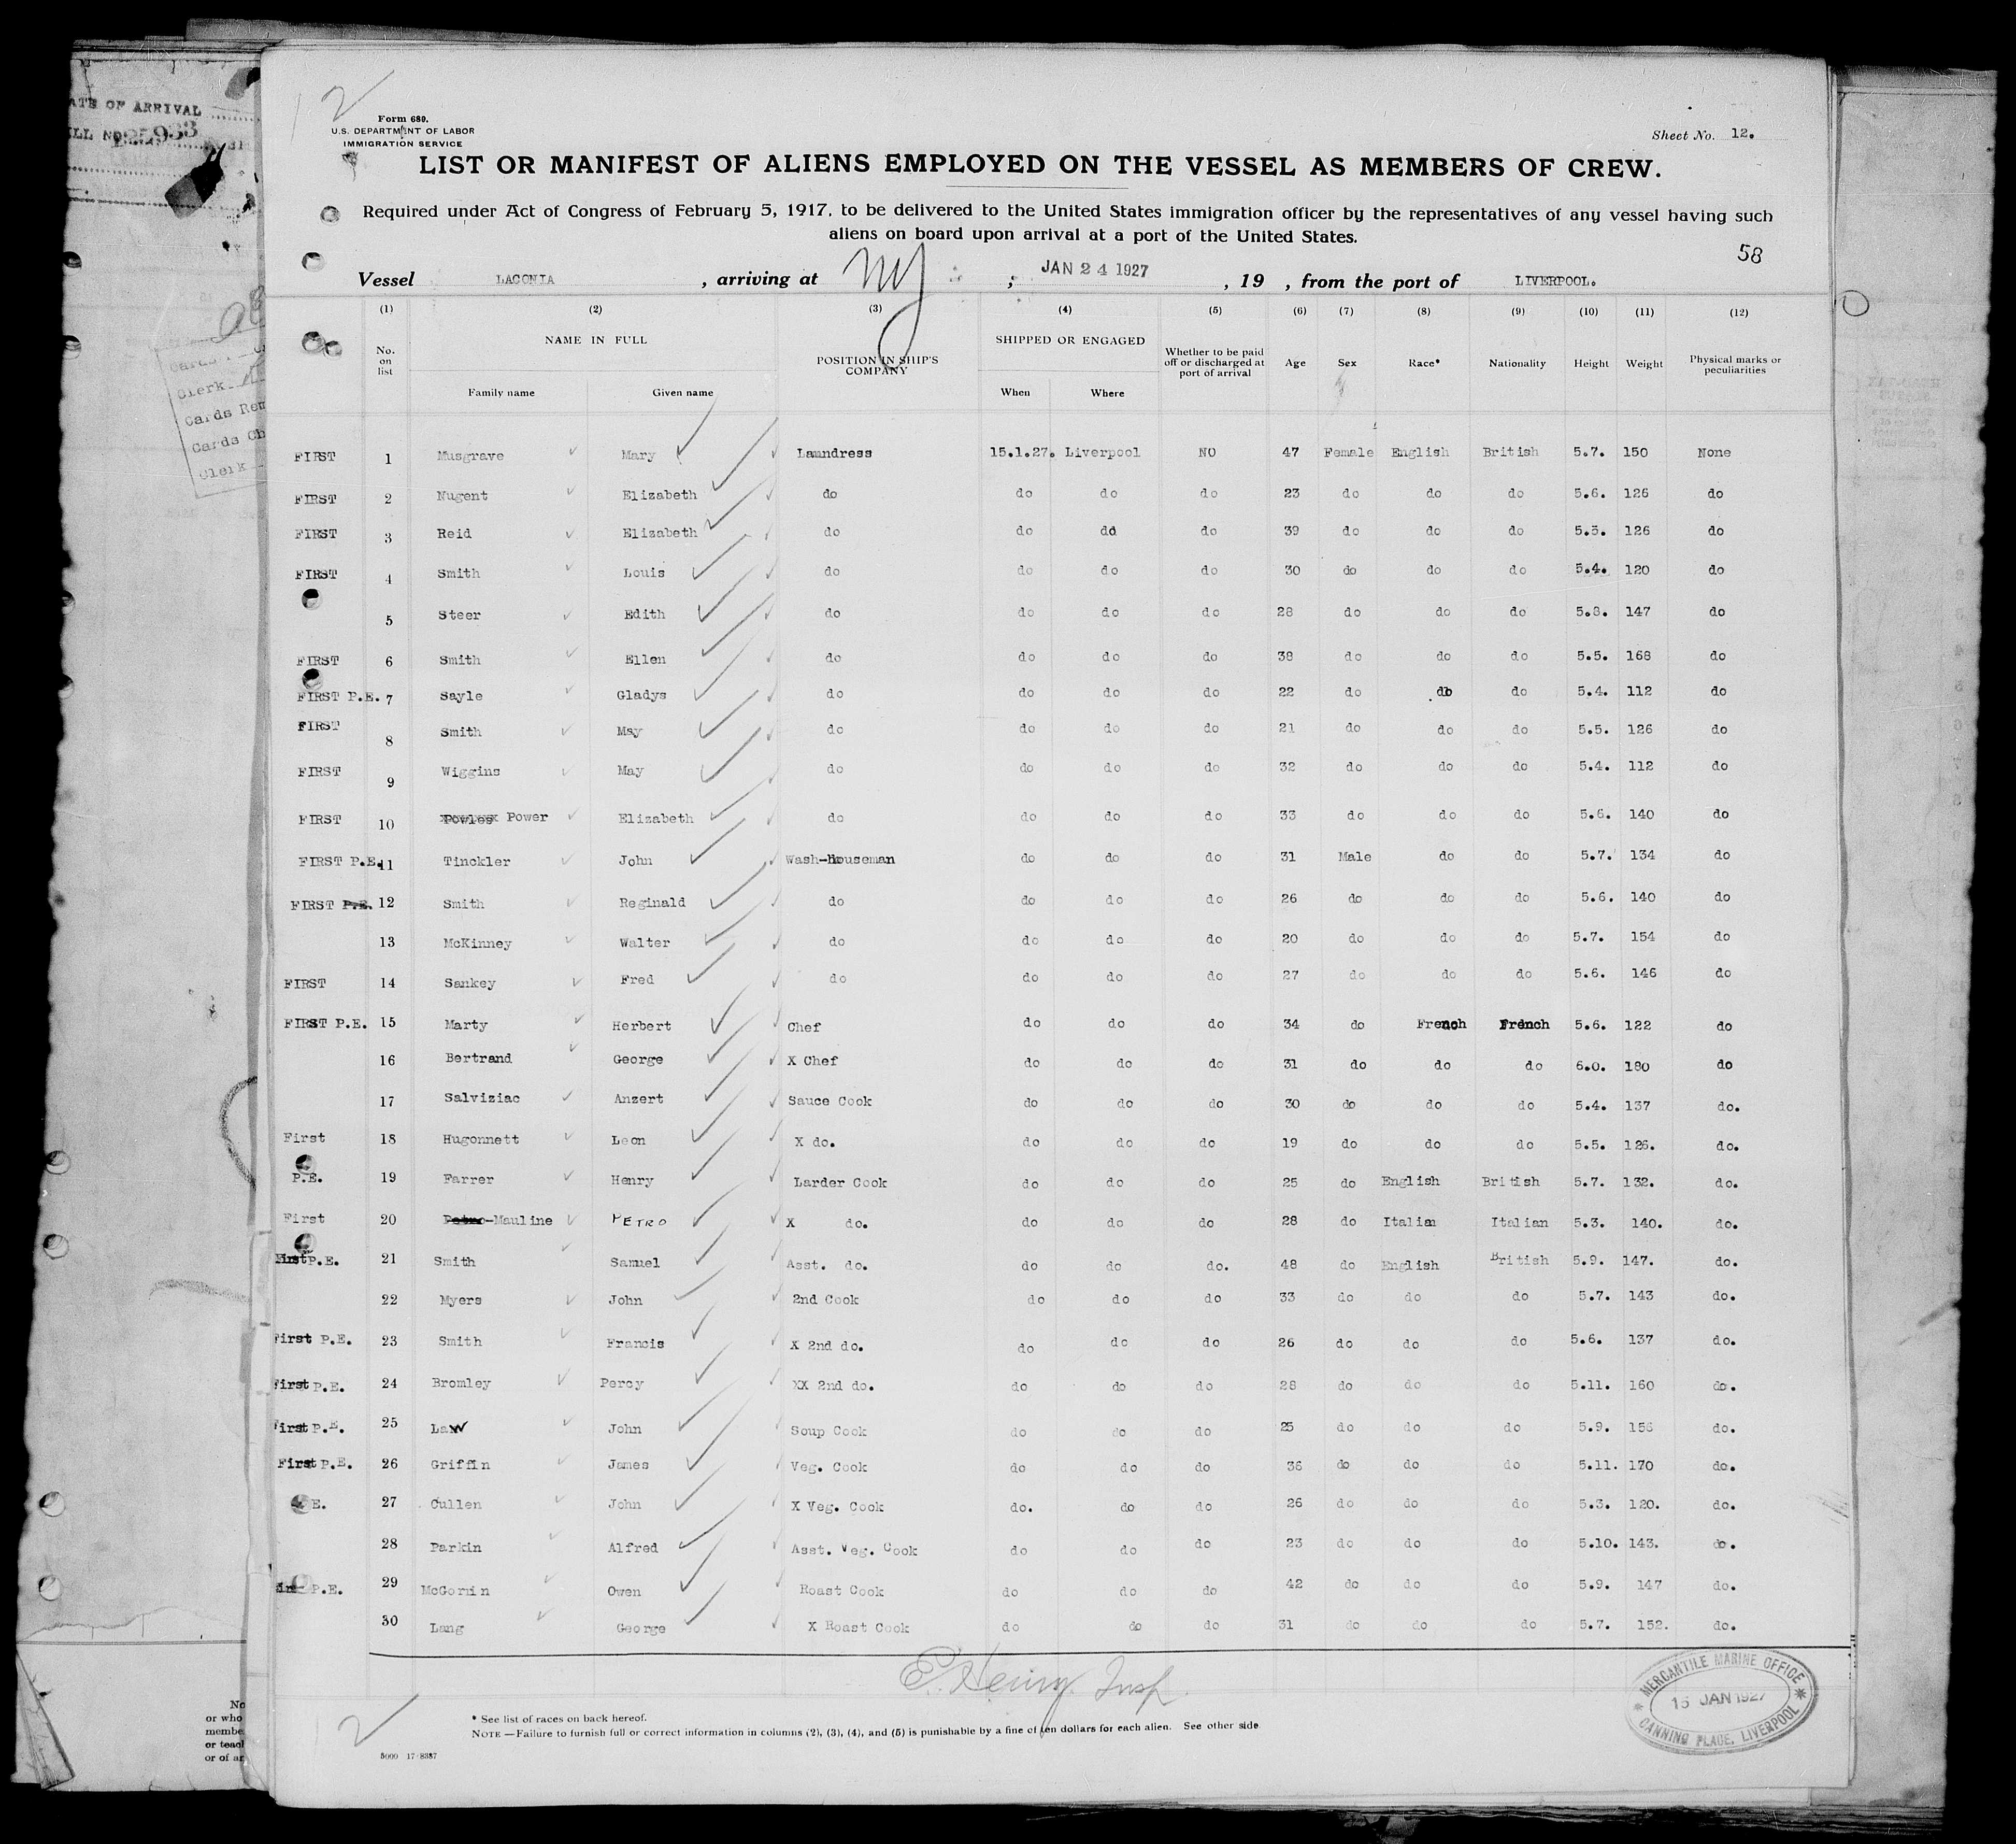 ATE OF ARRIVAL
Clerk
Cards Rem
Cards Ch
Clerk
2
Form 689.
U.S. DEPARTMENT OF LABOR
IMMIGRATION SERVICE
Sheet No. 12.
LIST OR MANIFEST OF ALIENS EMPLOYED ON THE VESSEL AS MEMBERS OF CREW.
Required under Act of Congress of February 5, 1917, to be delivered to the United States immigration officer by the representatives of any vessel having such
aliens on board upon arrival at a port of the United States.
58
Vessel LACONIA , arriving at NY , JAN 24 1927 , 19 , from the port of LIVERPOOL.
(1) (2) (3) (4) (5) (6) (7) (8) (9) (10) (11) (12)
No. on list NAME IN FULL Family name Given name POSITION IN SHIP'S COMPANY SHIPPED OR ENGAGED When Where Whether to be paid off or discharged at port of arrival Age Sex Race* Nationality Height Weight Physical marks or peculiarities
FIRST 1 Musgrave Mary Laundress 15.1.27. Liverpool NO 47 Female English British 5.7. 150 None
FIRST 2 Nugent Elizabeth do do do do 23 do do do 5.6. 126 do
FIRST 3 Reid Elizabeth do do do do 39 do do do 5.3. 126 do
FIRST 4 Smith Louis do do do do 30 do do do 5.4. 120 do
5 Steer Edith do do do do 28 do do do 5.8. 147 do
FIRST 6 Smith Ellen do do do do 38 do do do 5.5. 168 do
FIRST P.E. 7 Sayle Gladys do do do do 22 do do do 5.4. 112 do
FIRST 8 Smith May do do do do 21 do do do 5.5. 126 do
FIRST 9 Wiggins May do do do do 32 do do do 5.4. 112 do
FIRST 10 Power Elizabeth do do do do 33 do do do 5.6. 140 do
FIRST P.E. 11 Tinckler John Wash-houseman do do do 31 Male do do 5.7. 134 do
FIRST P.E. 12 Smith Reginald do do do do 26 do do do 5.6. 140 do
13 McKinney Walter do do do do 20 do do do 5.7. 154 do
FIRST 14 Sankey Fred do do do do 27 do do do 5.6. 146 do
FIRST P.E. 15 Marty Herbert Chef do do do 34 do French French 5.6. 122 do
16 Bertrand George X Chef do do do 31 do do do 6.0. 180 do
17 Salviziac Anzert Sauce Cook do do do 30 do do do 5.4. 137 do.
First 18 Hugonnett Leon X do. do do do 19 do do do 5.5. 126. do.
P.E. 19 Farrer Henry Larder Cook do do do 25 do English British 5.7. 132. do.
First 20 Petro-Mauline PETRO X do. do do do 28 do Italian Italian 5.3. 140. do.
First P.E. 21 Smith Samuel Asst. do. do do do. 48 do English British 5.9. 147. do.
22 Myers John 2nd Cook do do do 33 do do do 5.7. 143 do.
First P.E. 23 Smith Francis X 2nd do. do do do 26 do do do 5.6. 137 do.
First P.E. 24 Bromley Percy XX 2nd do. do do do 28 do do do 5.11. 160 do.
First P.E. 25 Law John Soup Cook do do do 25 do do do 5.9. 156 do.
First P.E. 26 Griffin James Veg. Cook do do do 36 do do do 5.11. 170 do.
E. 27 Cullen John X Veg. Cook do. do do 26 do do do 5.3. 120. do.
28 Parkin Alfred Asst. Veg. Cook do do do 23 do do do 5.10. 143. do.
P.E. 29 McGornin Owen Roast Cook do do do 42 do do do 5.9. 147 do.
30 Lang George X Roast Cook do do do 31 do do do 5.7. 152. do.
E. Henry Insp.
MERCANTILE MARINE OFFICE
15 JAN 1927
CANNING PLACE, LIVERPOOL
2
* See list of races on back hereof.
NOTE.—Failure to furnish full or correct information in columns (2), (3), (4), and (5) is punishable by a fine of ten dollars for each alien. See other side
5000 17-8387
No
or who
membe
or teach
or of an